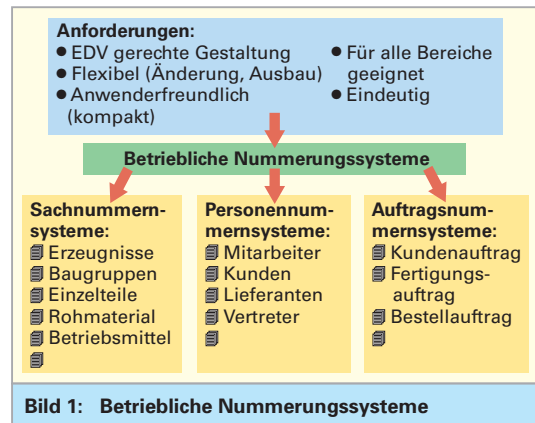 Anforderungen:
● EDV gerechte Gestaltung
● Flexibel (Änderung, Ausbau)
● Anwenderfreundlich
(kompakt)
● Für alle Bereiche
geeignet
● Eindeutig
Betriebliche Nummerungssysteme
Sachnummern-
systeme:
Erzeugnisse
Baugruppen
Einzelteile
Rohmaterial
Betriebsmittel
Personennum-
mernsysteme:
Mitarbeiter
Kunden
Lieferanten
Vertreter
Auftragsnum-
mernsysteme:
Kundenauftrag
Fertigungs-
auftrag
Bestellauftrag
Bild 1: Betriebliche Nummerungssysteme